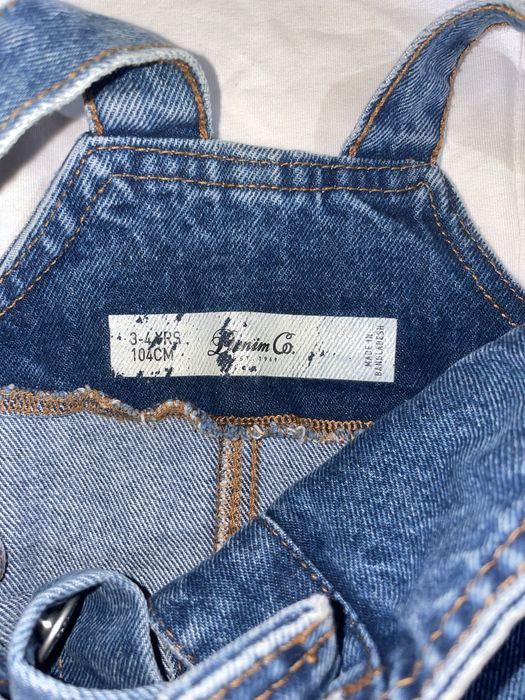 3-4 YRS
104CM
Denim Co.
EST. 1969
MADE IN
BANGLADESH